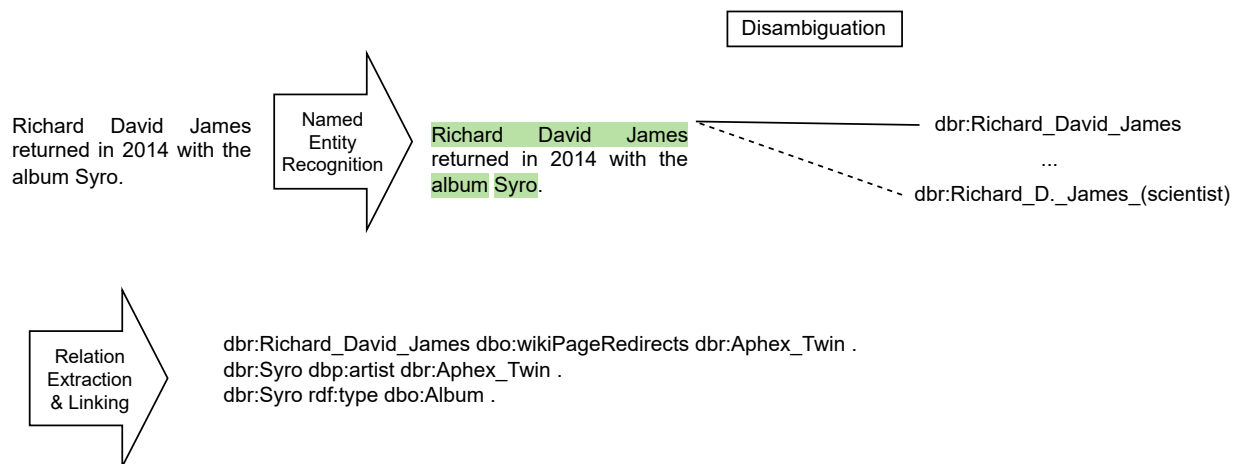 Disambiguation
Richard David James
returned in 2014 with the
album Syro.
Named
Entity
Recognition
Richard David James
returned in 2014 with the
album Syro.
dbr:Richard_David_James
...
dbr:Richard_D._James_(scientist)
Relation
Extraction
& Linking
dbr:Richard_David_James dbo:wikiPageRedirects dbr:Aphex_Twin .
dbr:Syro dbp:artist dbr:Aphex_Twin .
dbr:Syro rdf:type dbo:Album .